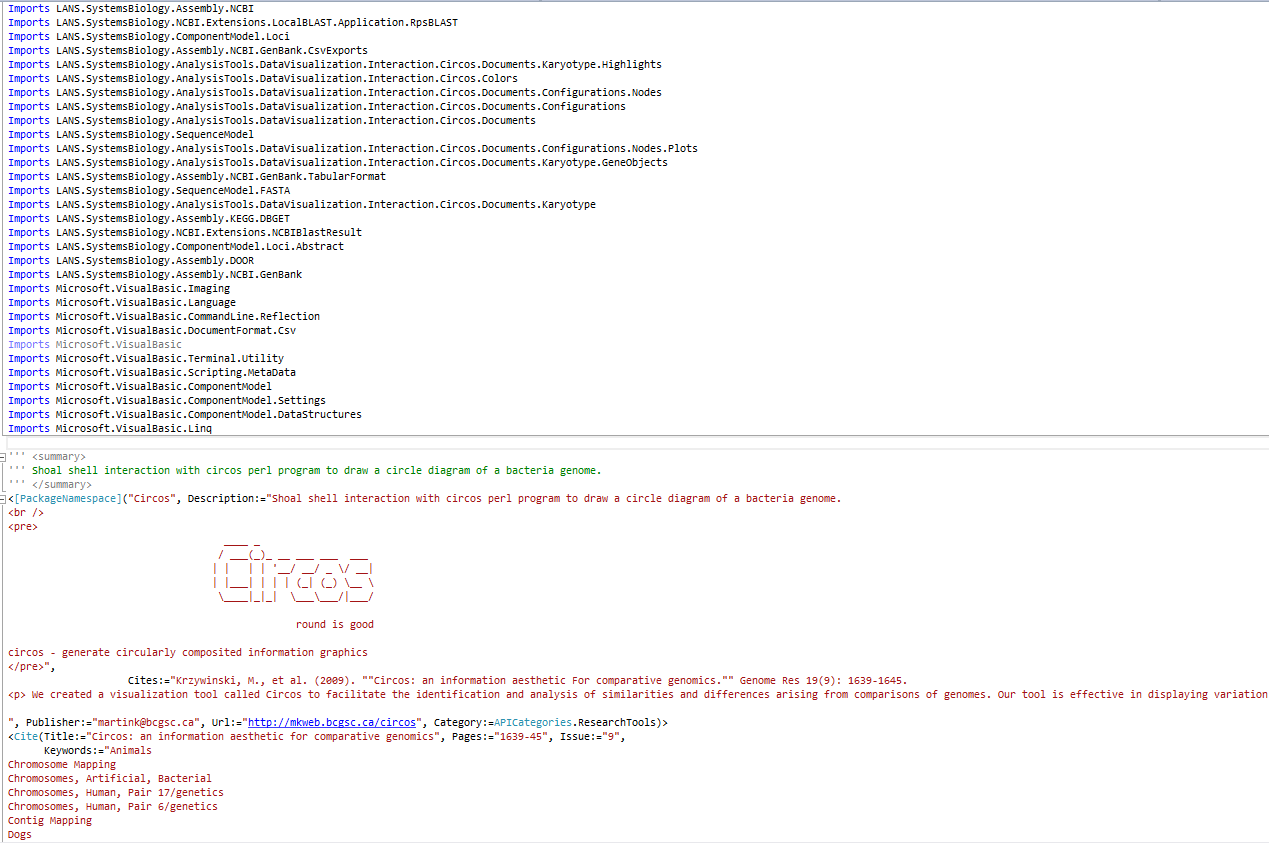 Imports LANS.SystemsBiology.Assembly.NCBI
Imports LANS.SystemsBiology.NCBI.Extensions.LocalBLAST.Application.RpsBLAST
Imports LANS.SystemsBiology.ComponentModel.Loci
Imports LANS.SystemsBiology.Assembly.NCBI.GenBank.CsvExports
Imports LANS.SystemsBiology.AnalysisTools.DataVisualization.Interaction.Circos.Documents.Karyotype.Highlights
Imports LANS.SystemsBiology.AnalysisTools.DataVisualization.Interaction.Circos.Colors
Imports LANS.SystemsBiology.AnalysisTools.DataVisualization.Interaction.Circos.Documents.Configurations.Nodes
Imports LANS.SystemsBiology.AnalysisTools.DataVisualization.Interaction.Circos.Documents.Configurations
Imports LANS.SystemsBiology.AnalysisTools.DataVisualization.Interaction.Circos.Documents
Imports LANS.SystemsBiology.SequenceModel
Imports LANS.SystemsBiology.AnalysisTools.DataVisualization.Interaction.Circos.Documents.Configurations.Nodes.Plots
Imports LANS.SystemsBiology.AnalysisTools.DataVisualization.Interaction.Circos.Documents.Karyotype.GeneObjects
Imports LANS.SystemsBiology.Assembly.NCBI.GenBank.TabularFormat
Imports LANS.SystemsBiology.SequenceModel.FASTA
Imports LANS.SystemsBiology.AnalysisTools.DataVisualization.Interaction.Circos.Documents.Karyotype
Imports LANS.SystemsBiology.Assembly.KEGG.DBGET
Imports LANS.SystemsBiology.NCBI.Extensions.NCBIBlastResult
Imports LANS.SystemsBiology.ComponentModel.Loci.Abstract
Imports LANS.SystemsBiology.Assembly.DOOR
Imports LANS.SystemsBiology.Assembly.NCBI.GenBank
Imports Microsoft.VisualBasic.Imaging
Imports Microsoft.VisualBasic.Language
Imports Microsoft.VisualBasic.CommandLine.Reflection
Imports Microsoft.VisualBasic.DocumentFormat.Csv
Imports Microsoft.VisualBasic
Imports Microsoft.VisualBasic.Terminal.Utility
Imports Microsoft.VisualBasic.Scripting.MetaData
Imports Microsoft.VisualBasic.ComponentModel
Imports Microsoft.VisualBasic.ComponentModel.Settings
Imports Microsoft.VisualBasic.ComponentModel.DataStructures
Imports Microsoft.VisualBasic.Linq
''' <summary>
''' Shoal shell interaction with circos perl program to draw a circle diagram of a bacteria genome.
''' </summary>
<[PackageNamespace]("Circos", Description:="Shoal shell interaction with circos perl program to draw a circle diagram of a bacteria genome.
<br />
<pre>
Circos
round is good
circos - generate circularly composited information graphics
</pre>",
Cites:="Krzywinski, M., et al. (2009). ""Circos: an information aesthetic For comparative genomics."" Genome Res 19(9): 1639-1645.
<p> We created a visualization tool called Circos to facilitate the identification and analysis of similarities and differences arising from comparisons of genomes. Our tool is effective in displaying variation
", Publisher:="martink@bcgsc.ca", Url:="http://mkweb.bcgsc.ca/circos", Category:=APICategories.ResearchTools)>
<Cite(Title:="Circos: an information aesthetic for comparative genomics", Pages:="1639-45", Issue:="9",
Keywords:="Animals
Chromosome Mapping
Chromosomes, Artificial, Bacterial
Chromosomes, Human, Pair 17/genetics
Chromosomes, Human, Pair 6/genetics
Contig Mapping
Dogs